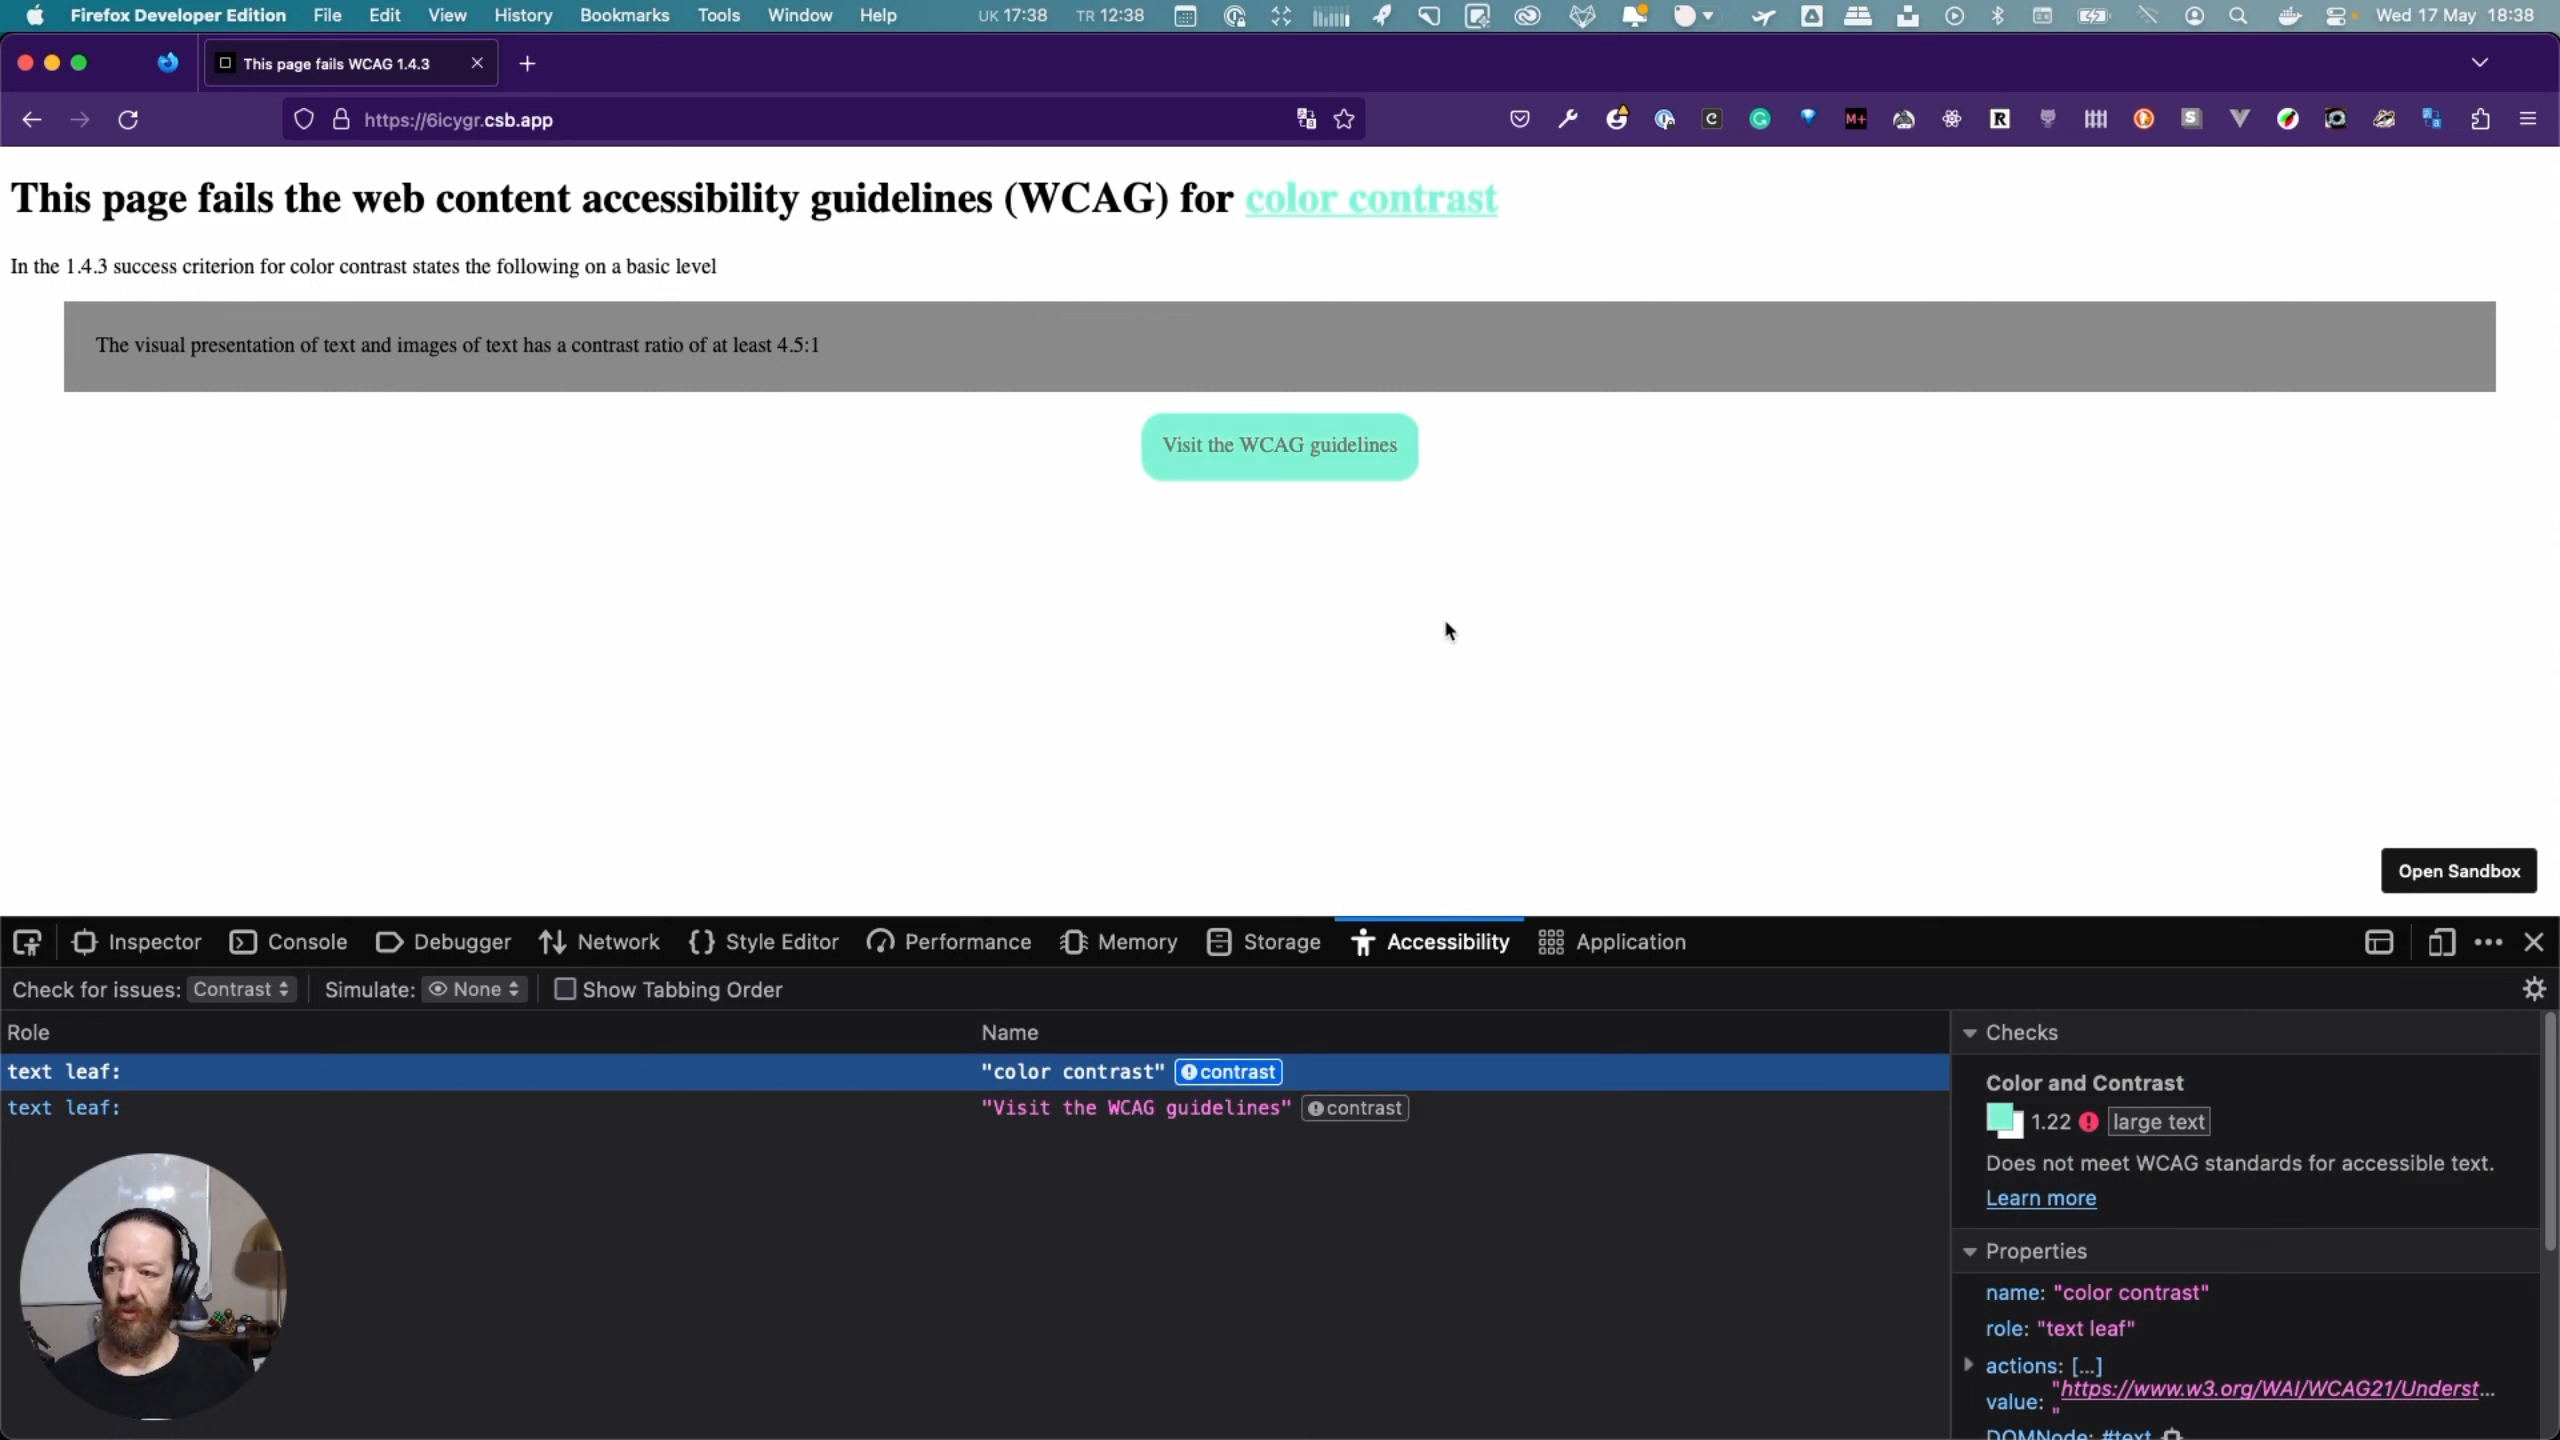 Firefox Developer Edition File Edit View History Bookmarks Tools Window Help UK 17:38 TR 12:38 Wed 17 May 18:38
This page fails WCAG 1.4.3
https://6icygr.csb.app
This page fails the web content accessibility guidelines (WCAG) for color contrast
In the 1.4.3 success criterion for color contrast states the following on a basic level
The visual presentation of text and images of text has a contrast ratio of at least 4.5:1
Visit the WCAG guidelines
Open Sandbox
Inspector Console Debugger Network Style Editor Performance Memory Storage Accessibility Application
Check for issues: Contrast Simulate: None Show Tabbing Order
Role Name
text leaf: "color contrast" contrast
text leaf: "Visit the WCAG guidelines" contrast
Checks
Color and Contrast
1.22 large text
Does not meet WCAG standards for accessible text.
Learn more
Properties
name: "color contrast"
role: "text leaf"
actions: […]
value: "https://www.w3.org/WAI/WCAG21/Underst…"
DOMNode: #text